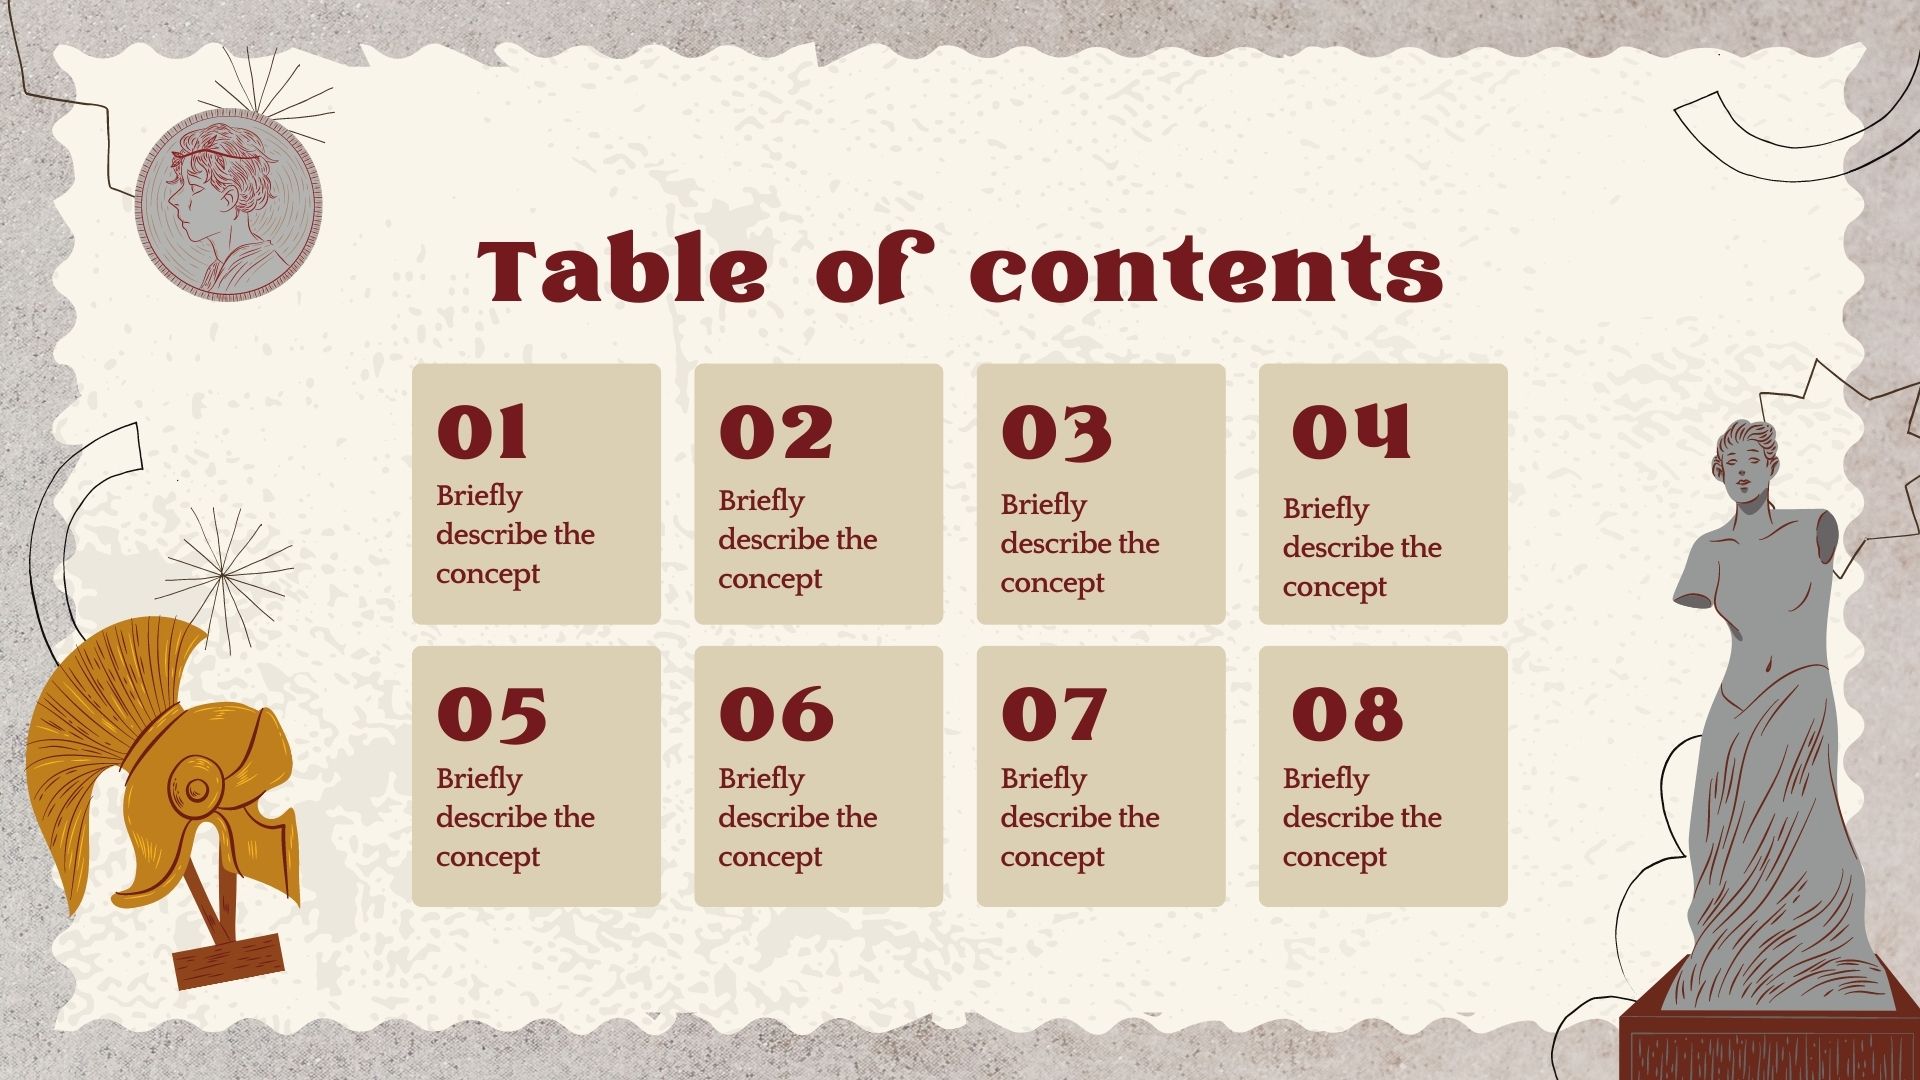 Table of contents
01
Briefly
describe the
concept
02
Briefly
describe the
concept
03
Briefly
describe the
concept
04
Briefly
describe the
concept
05
Briefly
describe the
concept
06
Briefly
describe the
concept
07
Briefly
describe the
concept
08
Briefly
describe the
concept